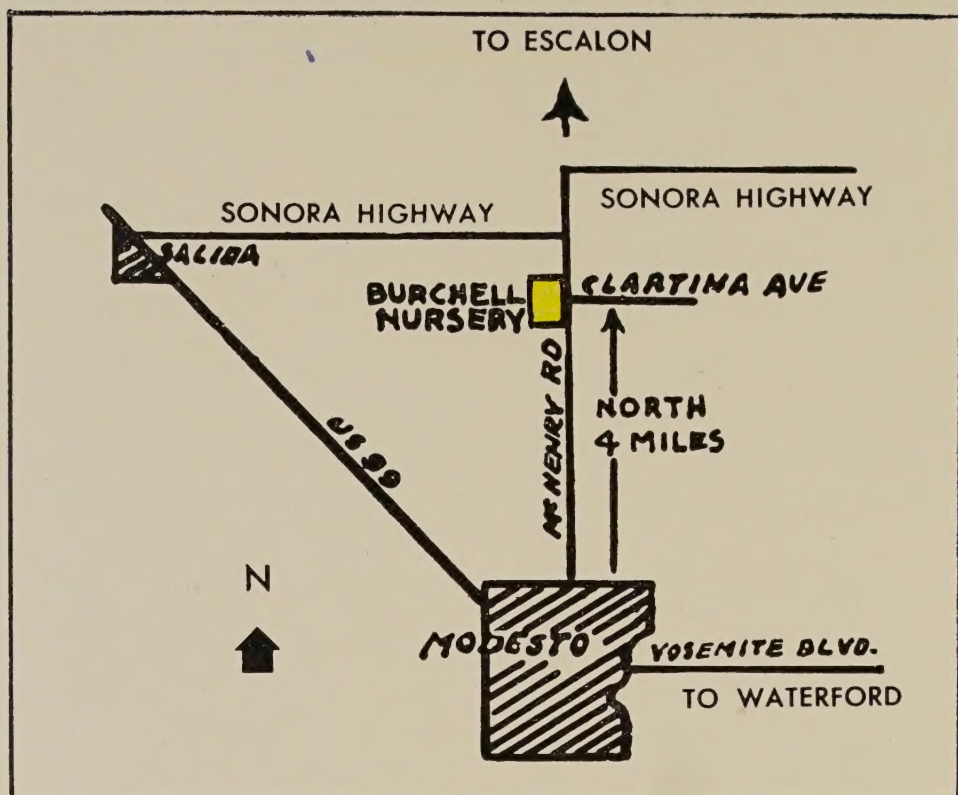 TO ESCALON
SONORA HIGHWAY
SONORA HIGHWAY
SALIDA
BURCHELL
NURSERY
CLARTINA AVE
McHENRY RD
NORTH
4 MILES
US 99
N
MODESTO
YOSEMITE BLVD.
TO WATERFORD